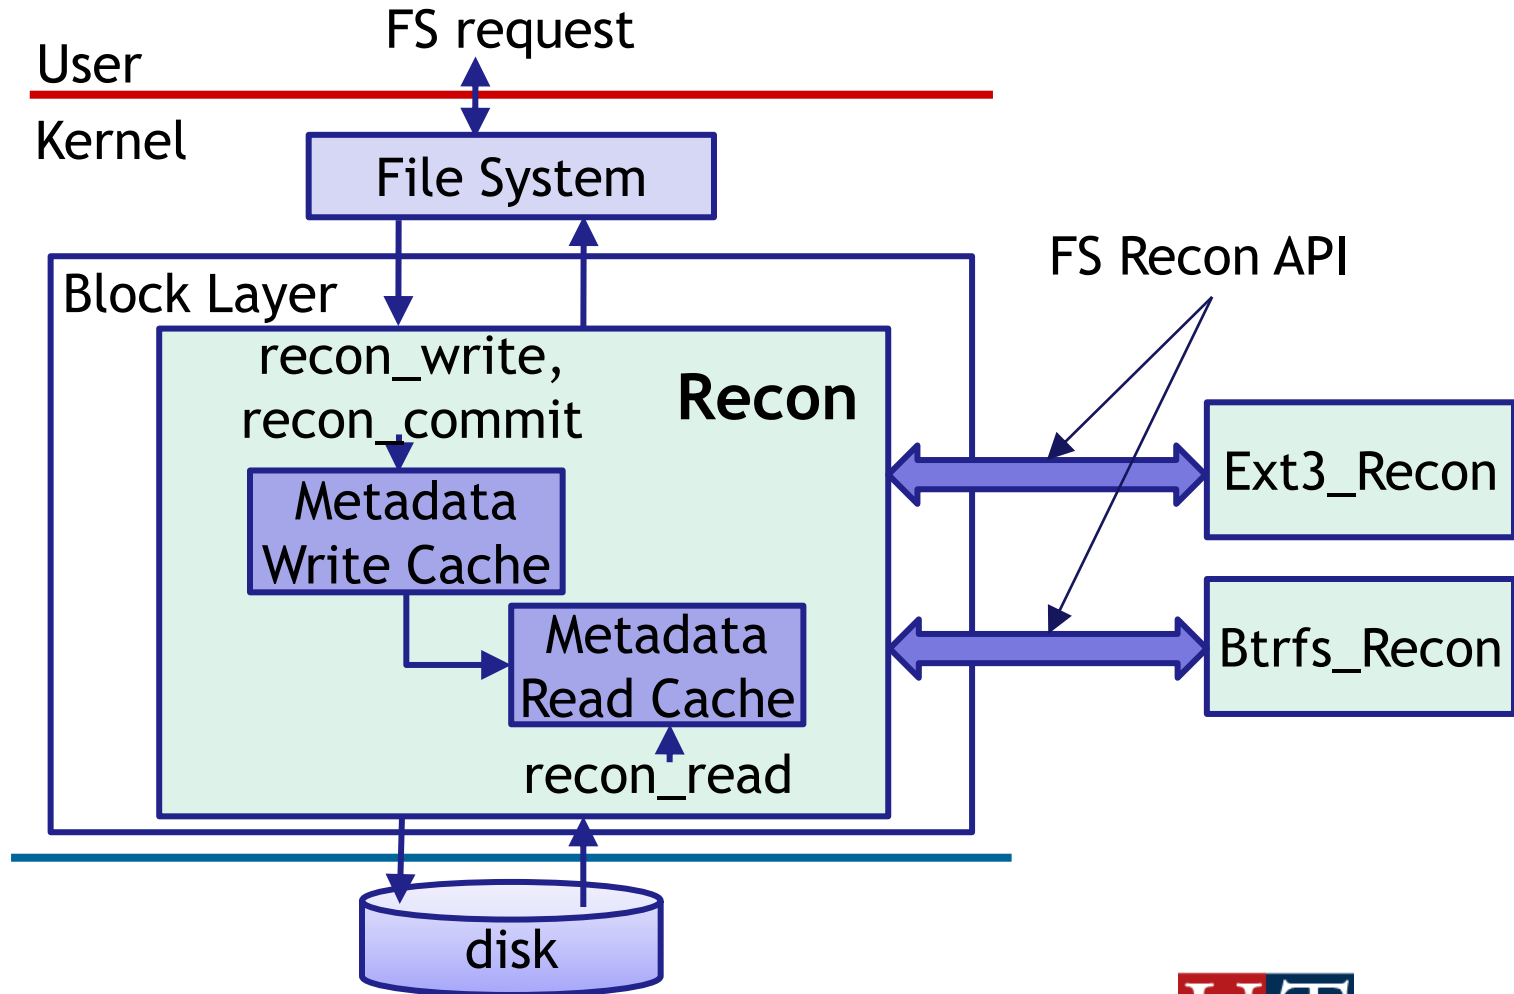 FS request
User
Kernel
File System
FS Recon API
Block Layer
recon_write,
recon_commit
Recon
Metadata
Write Cache
Ext3_Recon
Metadata
Read Cache
Btrfs_Recon
recon_read
disk